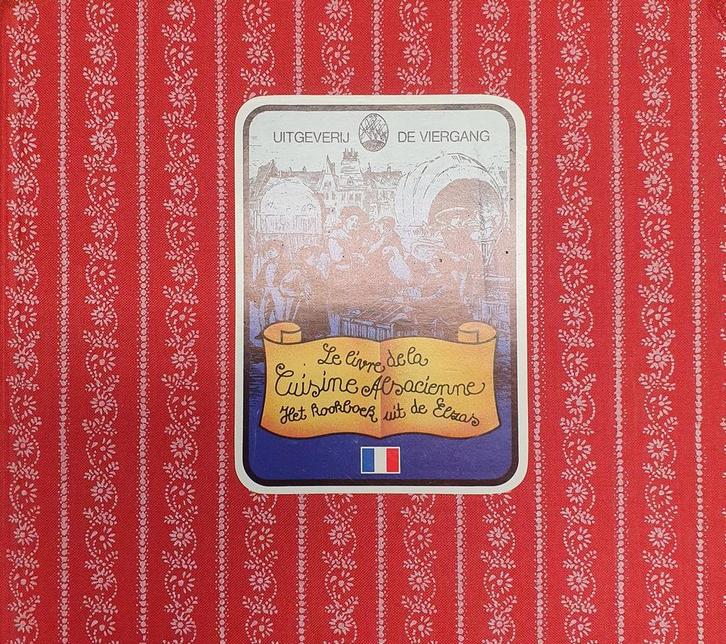 UITGEVERIJ DE VIERGANG
Le livre de la
Cuisine Alsacienne
Het kookboek uit de Elzas